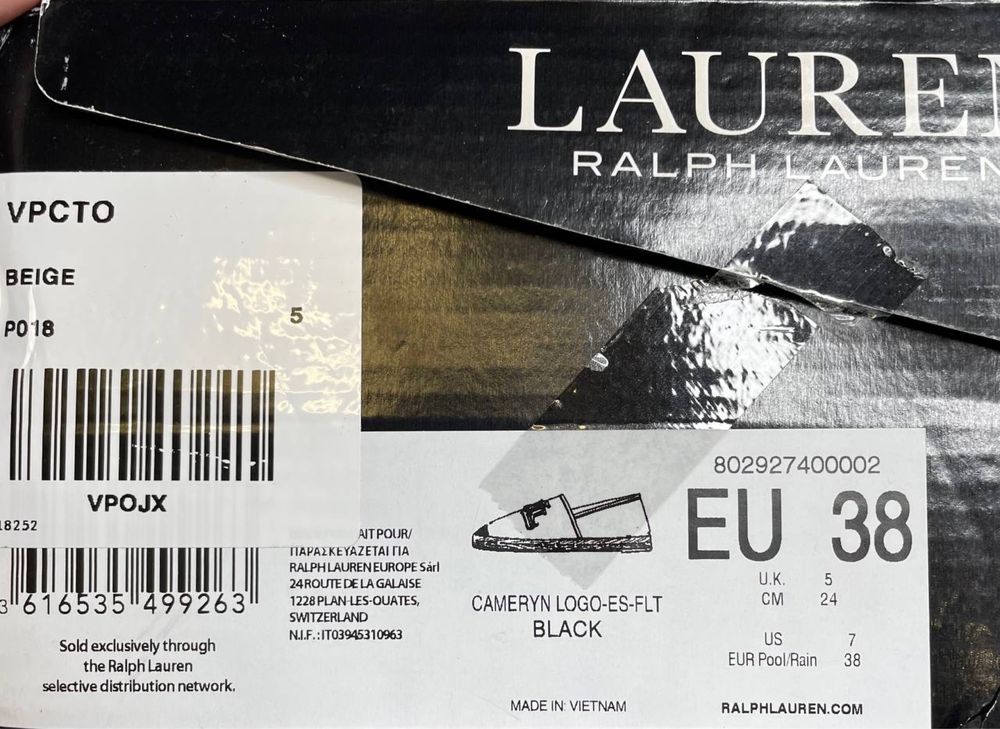 LAUREN
RALPH LAUREN
VPCTO
BEIGE
P018
5
VPOJX
18252
3 616535 499263
Sold exclusively through
the Ralph Lauren
selective distribution network.
AIT POUR/
ΠΑΡΑΣΚΕΥΑΖΕΤΑΙ ΓΙΑ
RALPH LAUREN EUROPE Sárl
24 ROUTE DE LA GALAISE
1228 PLAN-LES-OUATES,
SWITZERLAND
N.I.F.: IT03945310963
CAMERYN LOGO-ES-FLT
BLACK
MADE IN: VIETNAM
802927400002
EU 38
U.K. 5
CM 24
US 7
EUR Pool/Rain 38
RALPHLAUREN.COM